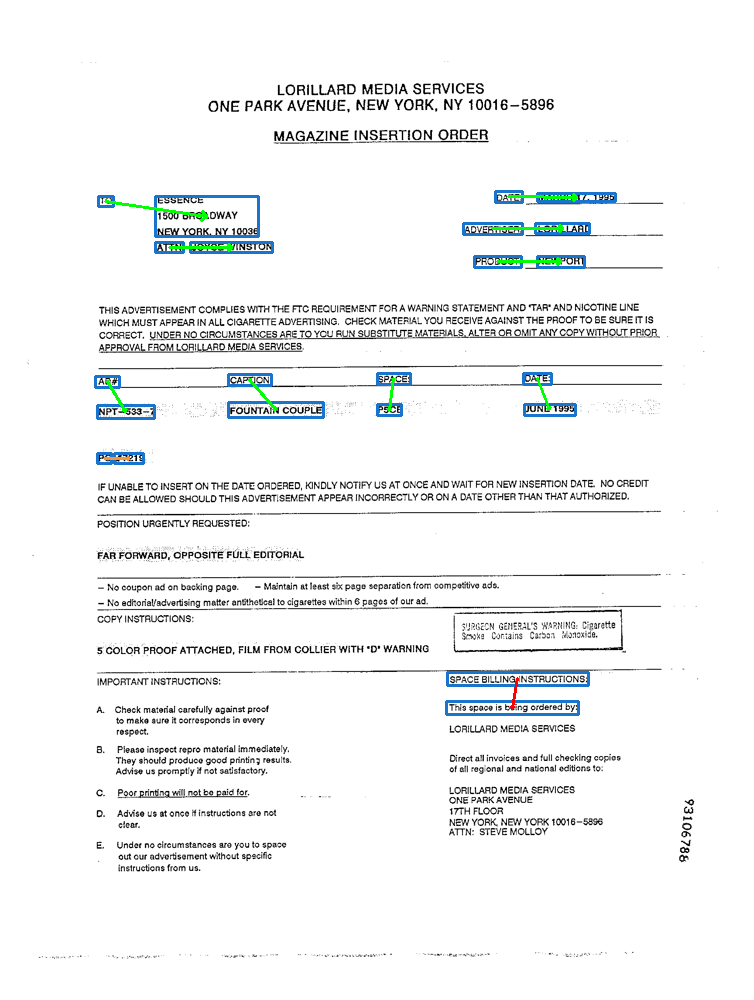 LORILLARD MEDIA SERVICES
ONE PARK AVENUE, NEW YORK, NY 10016-5896
MAGAZINE INSERTION ORDER
ESSENCE
1500 BROADWAY
NEW YORK, NY 10036
ATTN: JOYCE WINSTON
DATE: 17, 1995
ADVERTISER: LORILLARD
PRODUCT: NEWPORT
THIS ADVERTISEMENT COMPLIES WITH THE FTC REQUIREMENT FOR A WARNING STATEMENT AND "TAR" AND NICOTINE LINE
WHICH MUST APPEAR IN ALL CIGARETTE ADVERTISING. CHECK MATERIAL YOU RECEIVE AGAINST THE PROOF TO BE SURE IT IS
CORRECT. UNDER NO CIRCUMSTANCES ARE TO YOU RUN SUBSTITUTE MATERIALS, ALTER OR OMIT ANY COPY WITHOUT PRIOR
APPROVAL FROM LORILLARD MEDIA SERVICES.
AD# CAPTION SPACE: DATE:
NPT-533-7 FOUNTAIN COUPLE P5CB JUNE 1995
IF UNABLE TO INSERT ON THE DATE ORDERED, KINDLY NOTIFY US AT ONCE AND WAIT FOR NEW INSERTION DATE. NO CREDIT
CAN BE ALLOWED SHOULD THIS ADVERTISEMENT APPEAR INCORRECTLY OR ON A DATE OTHER THAN THAT AUTHORIZED.
POSITION URGENTLY REQUESTED:
FAR FORWARD, OPPOSITE FULL EDITORIAL
- No coupon ad on backing page. - Maintain at least six page separation from competitive ads.
- No editorial/advertising matter antithetical to cigarettes within 6 pages of our ad.
COPY INSTRUCTIONS:
SURGEON GENERAL'S WARNING: Cigarette
Smoke Contains Carbon Monoxide.
5 COLOR PROOF ATTACHED, FILM FROM COLLIER WITH "D" WARNING
IMPORTANT INSTRUCTIONS:
A. Check material carefully against proof
to make sure it corresponds in every
respect.
B. Please inspect repro material immediately.
They should produce good printing results.
Advise us promptly if not satisfactory.
C. Poor printing will not be paid for.
D. Advise us at once if instructions are not
clear.
E. Under no circumstances are you to space
out our advertisement without specific
instructions from us.
SPACE BILLING INSTRUCTIONS:
This space is being ordered by:
LORILLARD MEDIA SERVICES
Direct all invoices and full checking copies
of all regional and national editions to:
LORILLARD MEDIA SERVICES
ONE PARK AVENUE
17TH FLOOR
NEW YORK, NEW YORK 10016-5896
ATTN: STEVE MOLLOY
93106788